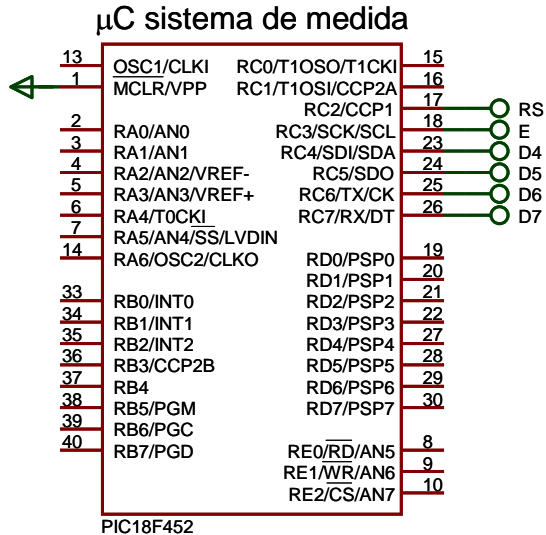 µC sistema de medida
13 OSC1/CLKI RC0/T1OSO/T1CKI 15
1 MCLR/VPP RC1/T1OSI/CCP2A 16
RC2/CCP1 17 RS
2 RA0/AN0 RC3/SCK/SCL 18 E
3 RA1/AN1 RC4/SDI/SDA 23 D4
4 RA2/AN2/VREF- RC5/SDO 24 D5
5 RA3/AN3/VREF+ RC6/TX/CK 25 D6
6 RA4/T0CKI RC7/RX/DT 26 D7
7 RA5/AN4/SS/LVDIN
14 RA6/OSC2/CLKO RD0/PSP0 19
RD1/PSP1 20
33 RB0/INT0 RD2/PSP2 21
34 RB1/INT1 RD3/PSP3 22
35 RB2/INT2 RD4/PSP4 27
36 RB3/CCP2B RD5/PSP5 28
37 RB4 RD6/PSP6 29
38 RB5/PGM RD7/PSP7 30
39 RB6/PGC
40 RB7/PGD RE0/RD/AN5 8
RE1/WR/AN6 9
RE2/CS/AN7 10
PIC18F452